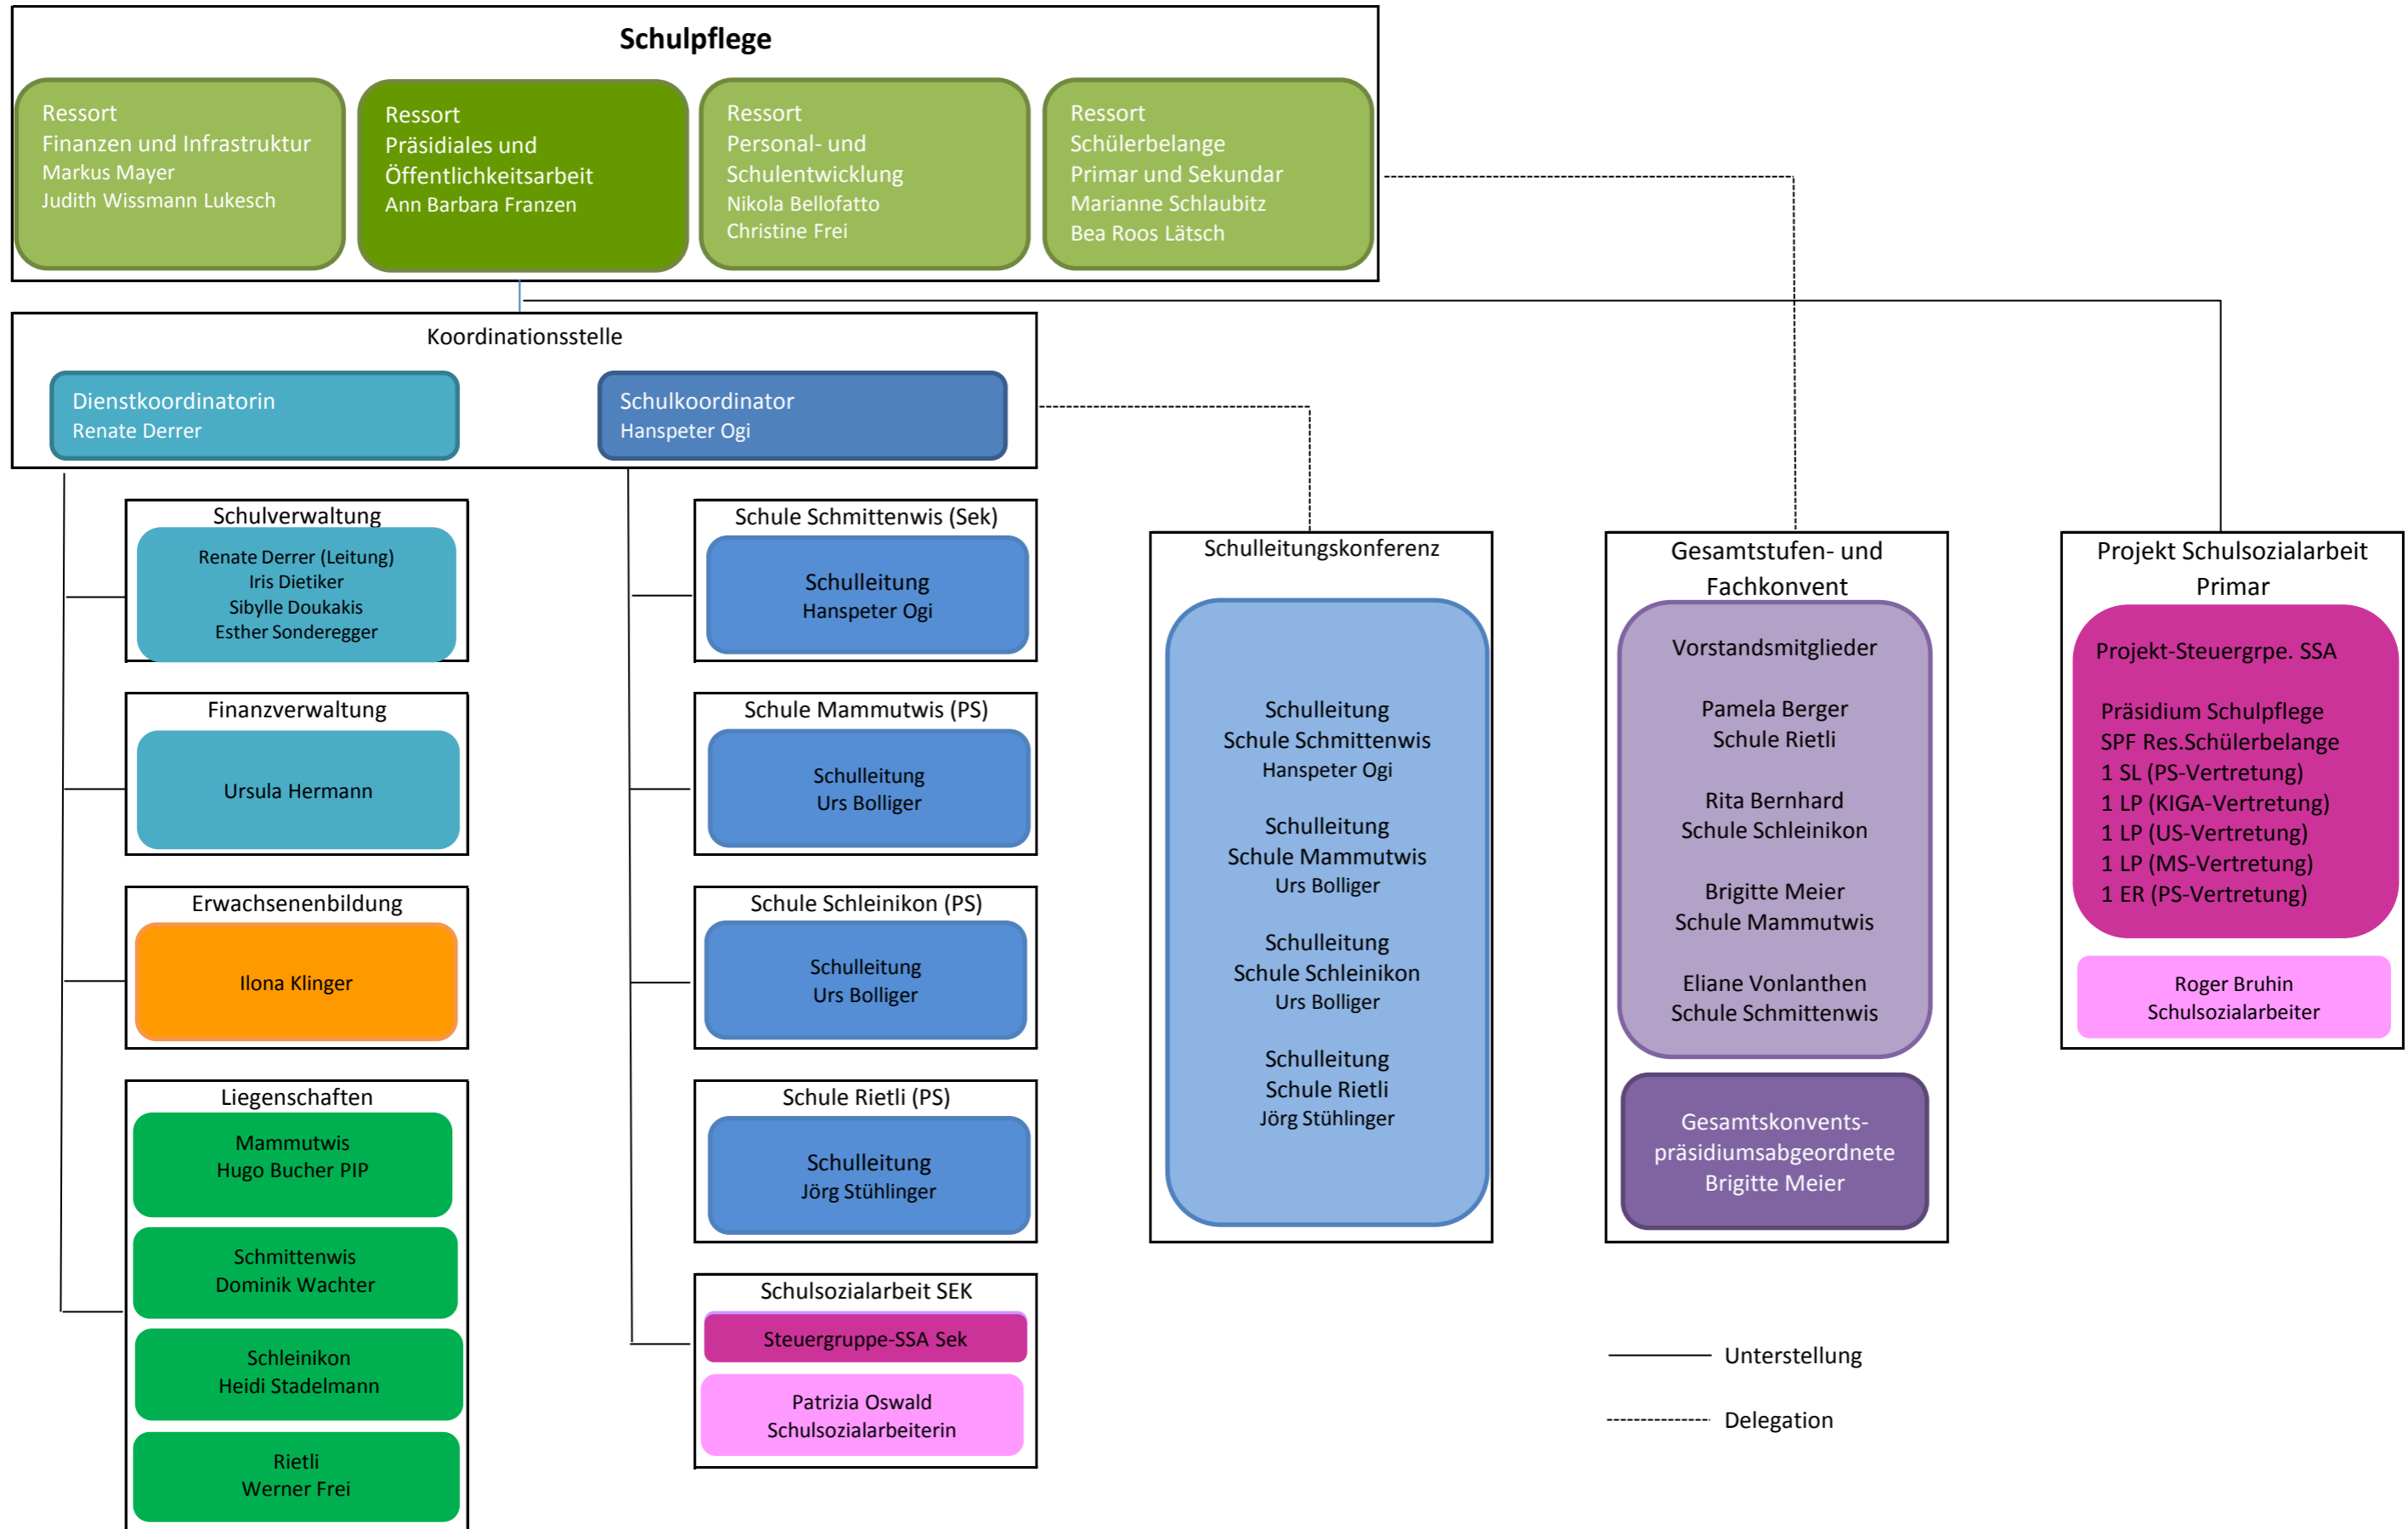 Schulpflege
Ressort
Finanzen und Infrastruktur
Markus Mayer
Judith Wissmann Lukesch
Ressort
Präsidiales und
Öffentlichkeitsarbeit
Ann Barbara Franzen
Ressort
Personal- und
Schulentwicklung
Nikola Bellofatto
Christine Frei
Ressort
Schülerbelange
Primar und Sekundar
Marianne Schlaubitz
Bea Roos Lätsch
Koordinationsstelle
Dienstkoordinatorin
Renate Derrer
Schulkoordinator
Hanspeter Ogi
Schulverwaltung
Renate Derrer (Leitung)
Iris Dietiker
Sibylle Doukakis
Esther Sonderegger
Finanzverwaltung
Ursula Hermann
Erwachsenenbildung
Ilona Klinger
Liegenschaften
Mammutwis
Hugo Bucher PIP
Schmittenwis
Dominik Wachter
Schleinikon
Heidi Stadelmann
Rietli
Werner Frei
Schule Schmittenwis (Sek)
Schulleitung
Hanspeter Ogi
Schule Mammutwis (PS)
Schulleitung
Urs Bolliger
Schule Schleinikon (PS)
Schulleitung
Urs Bolliger
Schule Rietli (PS)
Schulleitung
Jörg Stühlinger
Schulsozialarbeit SEK
Steuergruppe-SSA Sek
Patrizia Oswald
Schulsozialarbeiterin
Schulleitungskonferenz
Schulleitung
Schule Schmittenwis
Hanspeter Ogi
Schulleitung
Schule Mammutwis
Urs Bolliger
Schulleitung
Schule Schleinikon
Urs Bolliger
Schulleitung
Schule Rietli
Jörg Stühlinger
Gesamtstufen- und
Fachkonvent
Vorstandsmitglieder
Pamela Berger
Schule Rietli
Rita Bernhard
Schule Schleinikon
Brigitte Meier
Schule Mammutwis
Eliane Vonlanthen
Schule Schmittenwis
Gesamtskonvents-
präsidiumsabgeordnete
Brigitte Meier
Projekt Schulsozialarbeit
Primar
Projekt-Steuergrpe. SSA
Präsidium Schulpflege
SPF Res.Schülerbelange
1 SL (PS-Vertretung)
1 LP (KIGA-Vertretung)
1 LP (US-Vertretung)
1 LP (MS-Vertretung)
1 ER (PS-Vertretung)
Roger Bruhin
Schulsozialarbeiter
Unterstellung
Delegation